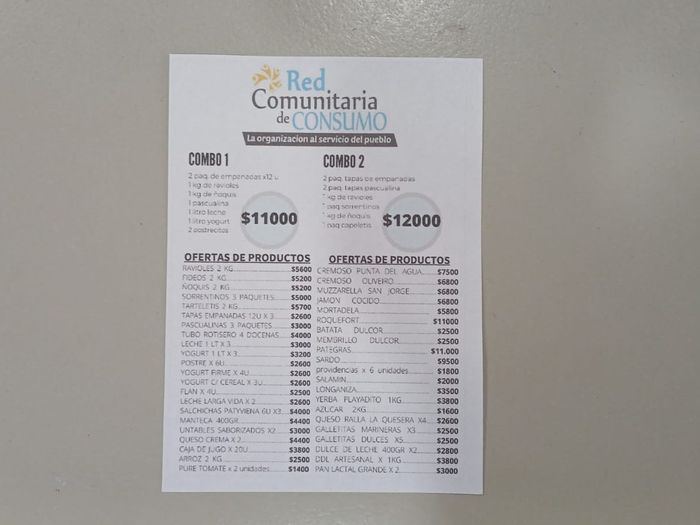 Red
Comunitaria
de CONSUMO
La organizacion al servicio del pueblo
COMBO 1
2 paq. de empanadas x12 u
1 kg de ravioles
1 kg de ñoquis
1 pascualina
1 litro leche
1 litro yogurt
2 postrecitos
$11000
COMBO 2
2 paq. tapas de empanadas
2 paq. tapas pascualina
1 kg de ravioles
1 paq sorrentinos
1 kg de ñoquis
1 paq capeletis
$12000
OFERTAS DE PRODUCTOS
RAVIOLES 2 KG $5600
FIDEOS 2 KG $5200
ÑOQUIS 2 KG $5200
SORRENTINOS 3 PAQUETES $5000
TARTELETIS 2 KG $5700
TAPAS EMPANADAS 12U X 3 $2600
PASCUALINAS 3 PAQUETES $3000
TUBO ROTISERO 4 DOCENAS $4000
LECHE 1 LT X 3 $3000
YOGURT 1 LT X 3 $3200
POSTRE X 6U $2600
YOGURT FIRME X 4U $2600
YOGURT C/ CEREAL X 3U $2600
FLAN X 4U $2500
LECHE LARGA VIDA X 2 $2600
SALCHICHAS PATYVIENA 6U X3 $4000
MANTECA 400GR $4400
UNTABLES SABORIZADOS X2 $3000
QUESO CREMA X 2 $4400
CAJA DE JUGO X 20U $3800
ARROZ 2 KG $2500
PURE TOMATE x 2 unidades $1400
OFERTAS DE PRODUCTOS
CREMOSO PUNTA DEL AGUA $7500
CREMOSO OLIVEIRO $6800
MUZZARELLA SAN JORGE $6800
JAMON COCIDO $6800
MORTADELA $5800
ROQUEFORT $11000
BATATA DULCOR $2500
MEMBRILLO DULCOR $2500
PATEGRAS $11.000
SARDO $9500
providencias x 6 unidades $1800
SALAMIN $2000
LONGANIZA $3500
YERBA PLAYADITO 1KG $3800
AZUCAR 2KG $1600
QUESO RALLA LA QUESERA X4 $2600
GALLETITAS MARINERAS X3 $2500
GALLETITAS DULCES X5 $2500
DULCE DE LECHE 400GR X2 $2800
DDL ARTESANAL X 1KG $3800
PAN LACTAL GRANDE X 2 $3000